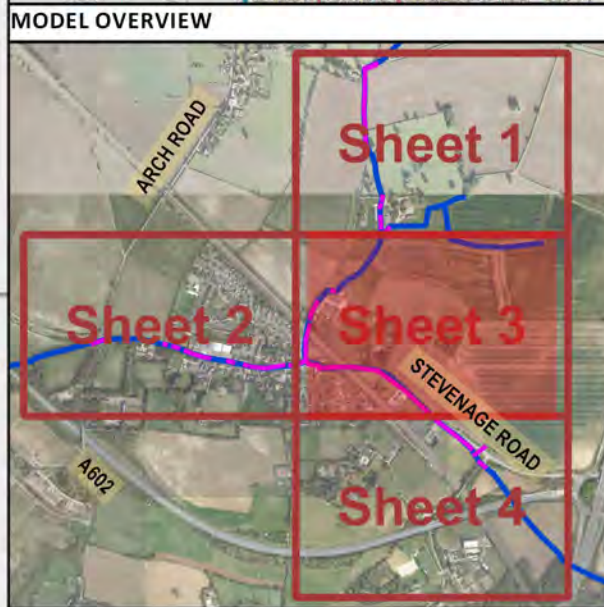 MODEL OVERVIEW
ARCH ROAD
Sheet 1
Sheet 2
Sheet 3
STEVENAGE ROAD
A602
Sheet 4